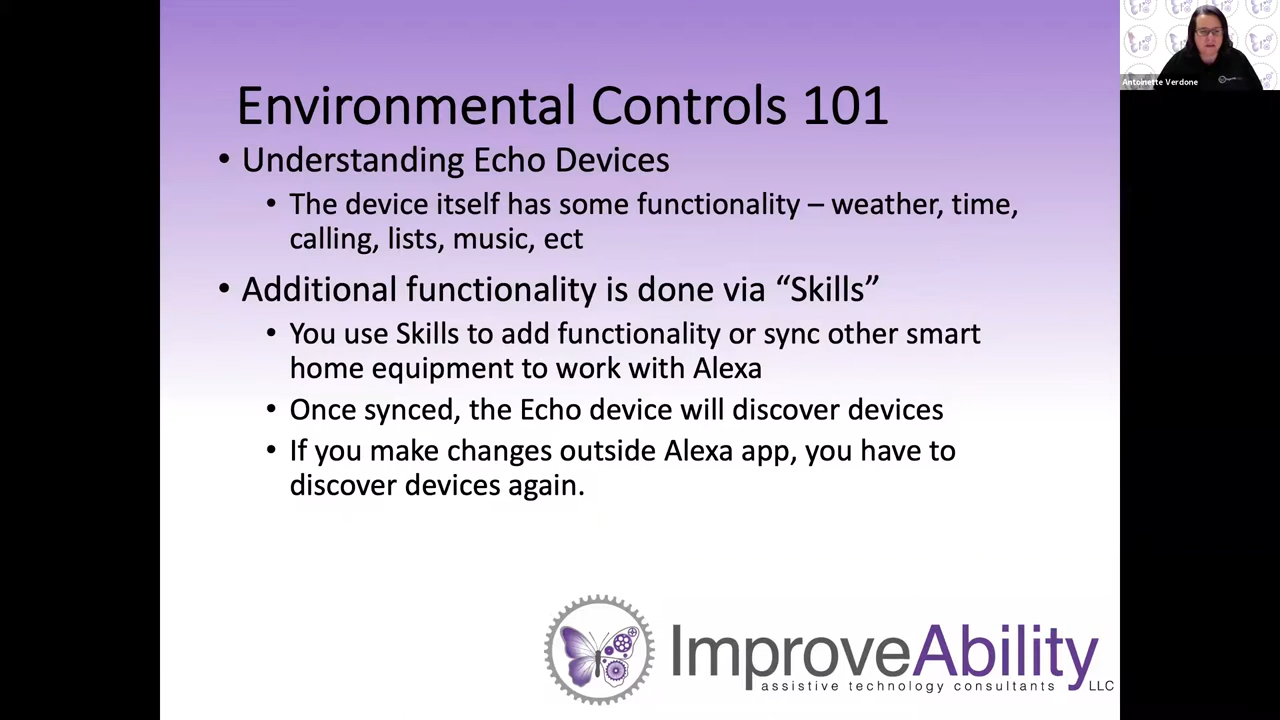 Environmental Controls 101
• Understanding Echo Devices
• The device itself has some functionality – weather, time,
calling, lists, music, ect
• Additional functionality is done via “Skills”
• You use Skills to add functionality or sync other smart
home equipment to work with Alexa
• Once synced, the Echo device will discover devices
• If you make changes outside Alexa app, you have to
discover devices again.
ImproveAbility
assistive technology consultants LLC
Antoinette Verdone